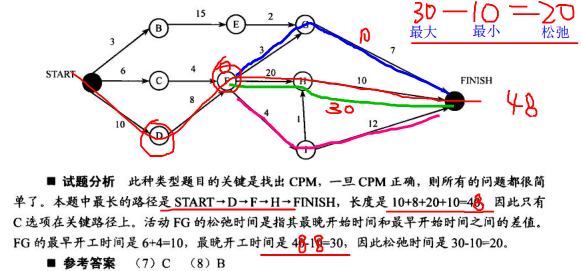 30-10=20
最大 最小 松弛
15
2
B
E
G
10
3
3
7
START
6
C
4
F
20
H
10
FINISH
10
8
30
48
4
1
12
D
I
■ 试题分析 此种类型题目的关键是找出 CPM，一旦 CPM 正确，则所有的问题都很简
单了。本题中最长的路径是 START→D→F→H→FINISH，长度是 10+8+20+10=48，因此只有
C 选项在关键路径上。活动 FG 的松弛时间是指其最晚开始时间和最早开始时间之间的差值。
FG 的最早开工时间是 6+4=10，最晚开工时间是 48-18=30，因此松弛时间是 30-10=20。
■ 参考答案 （7）C （8）B